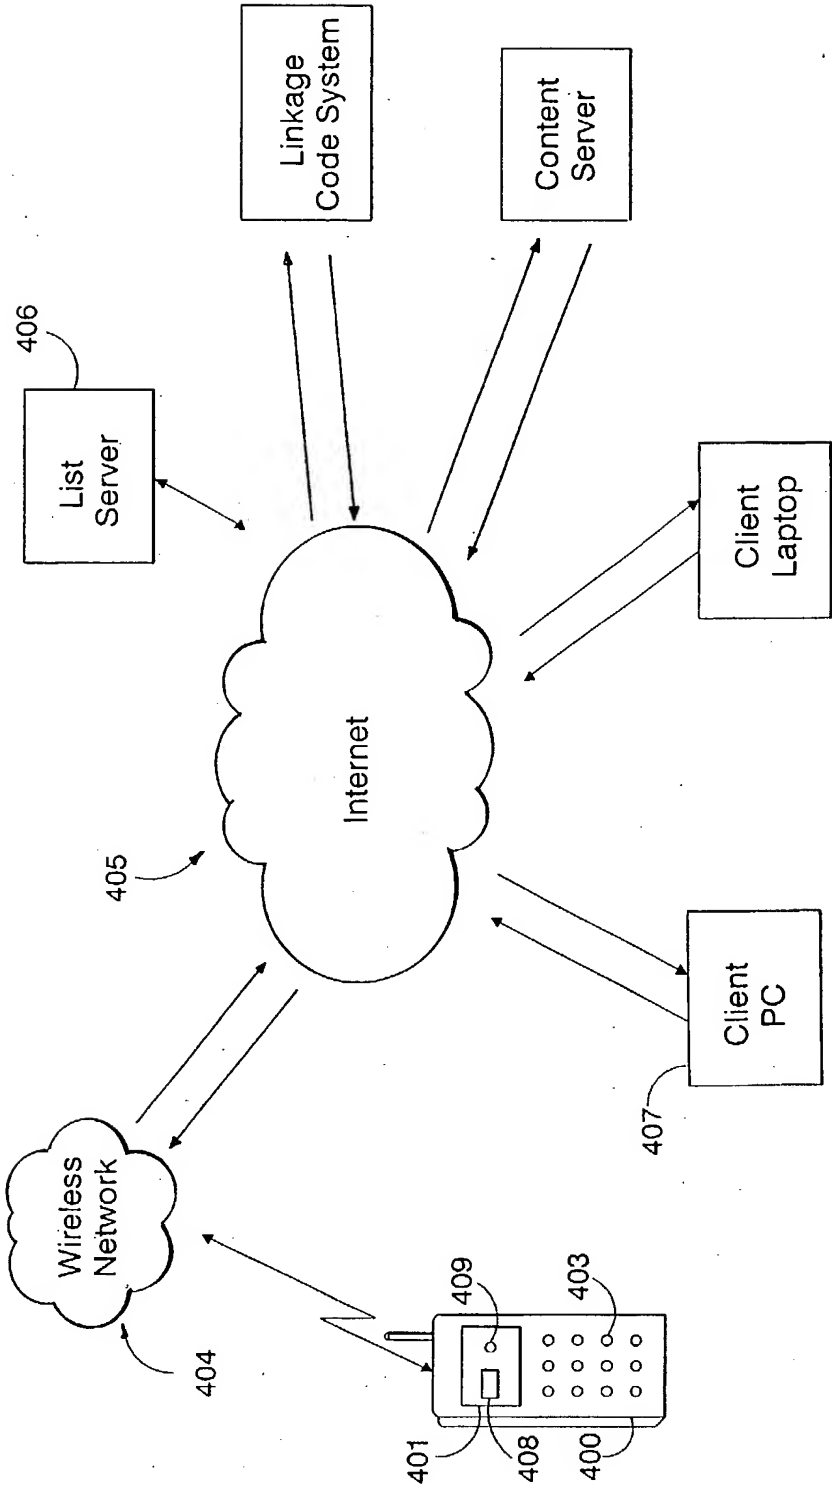 404
Wireless
Network
405
List
Server
406
Linkage
Code System
Internet
Content
Server
401
408
400
409
403
407
Client
PC
Client
Laptop